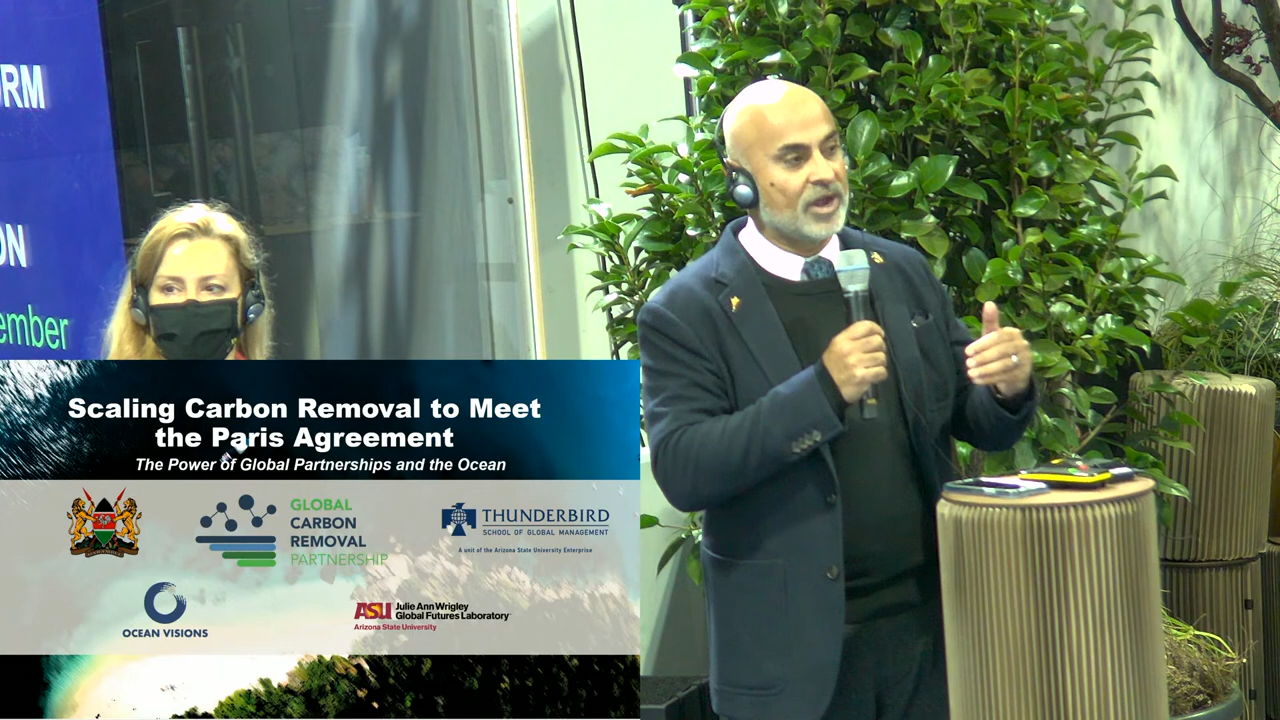 RM
ON
ember
Scaling Carbon Removal to Meet
the Paris Agreement
The Power of Global Partnerships and the Ocean
GLOBAL
CARBON
REMOVAL
PARTNERSHIP
THUNDERBIRD
SCHOOL OF GLOBAL MANAGEMENT
A unit of the Arizona State University Enterprise
OCEAN VISIONS
ASU Julie Ann Wrigley
Global Futures Laboratory
Arizona State University